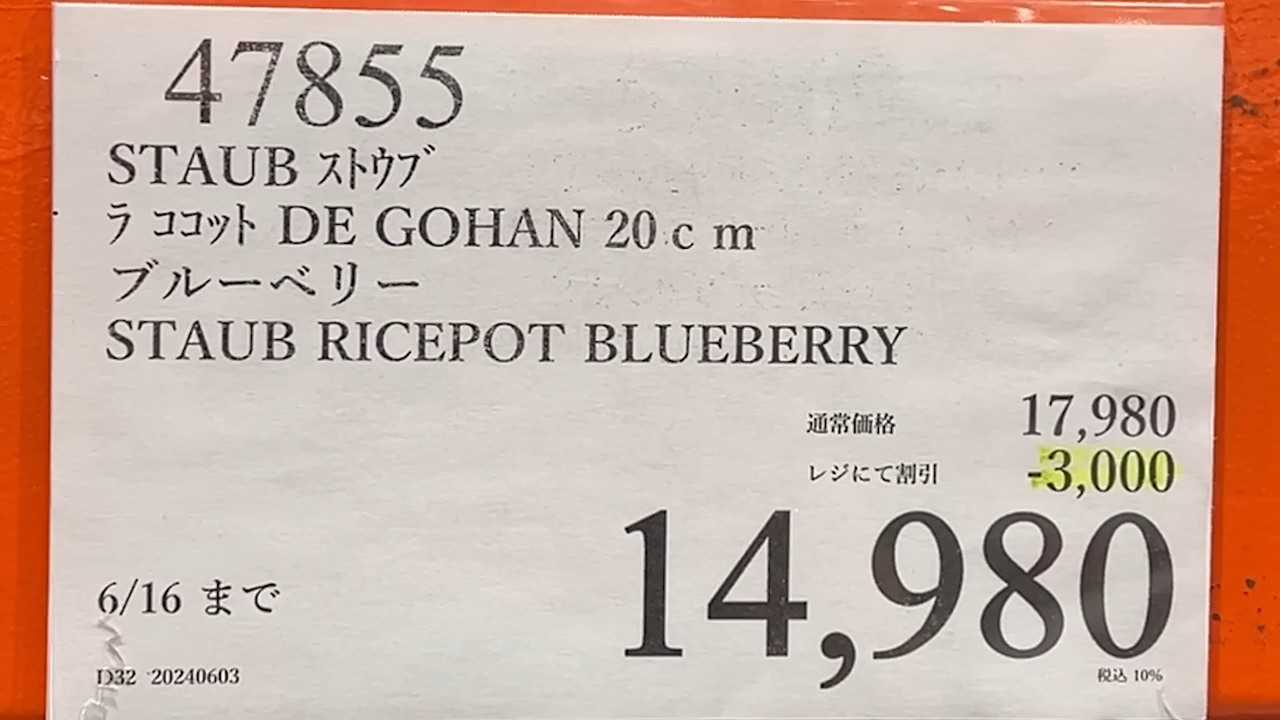 47855
STAUB ｽﾄｳﾌﾞ
ラ ココット DE GOHAN 20ｃｍ
ブルーベリー
STAUB RICEPOT BLUEBERRY
通常価格 17,980
レジにて割引 -3,000
14,980
6/16 まで
D32 20240603
税込 10%